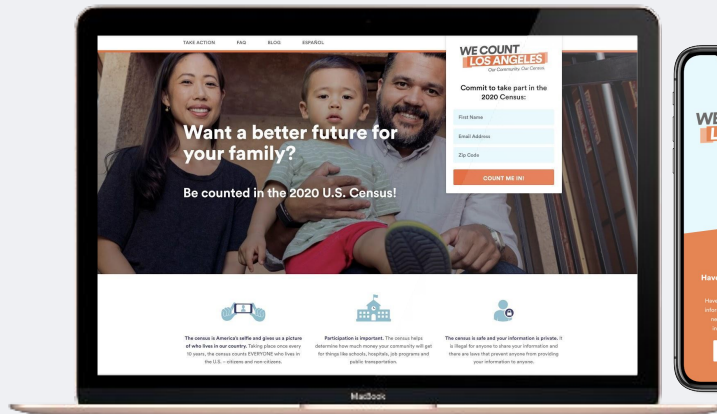 TAKE ACTION FAQ BLOG ESPAÑOL
WE COUNT
LOS ANGELES
Our Community. Our Census.
Commit to take part in the
2020 Census:
First Name
Email Address
Zip Code
COUNT ME IN!
Want a better future for
your family?
Be counted in the 2020 U.S. Census!
The census is America's selfie and gives us a picture
of who lives in our country. Taking place once every
10 years, the census counts EVERYONE who lives in
the U.S. – citizens and non-citizens.
Participation is important. The census helps
determine how much money your community will get
for things like schools, hospitals, job programs and
public transportation.
The census is safe and your information is private. It
is illegal for anyone to share your information and
there are laws that prevent anyone from providing
your information to anyone.
MacBook
WE
L
Have
Have